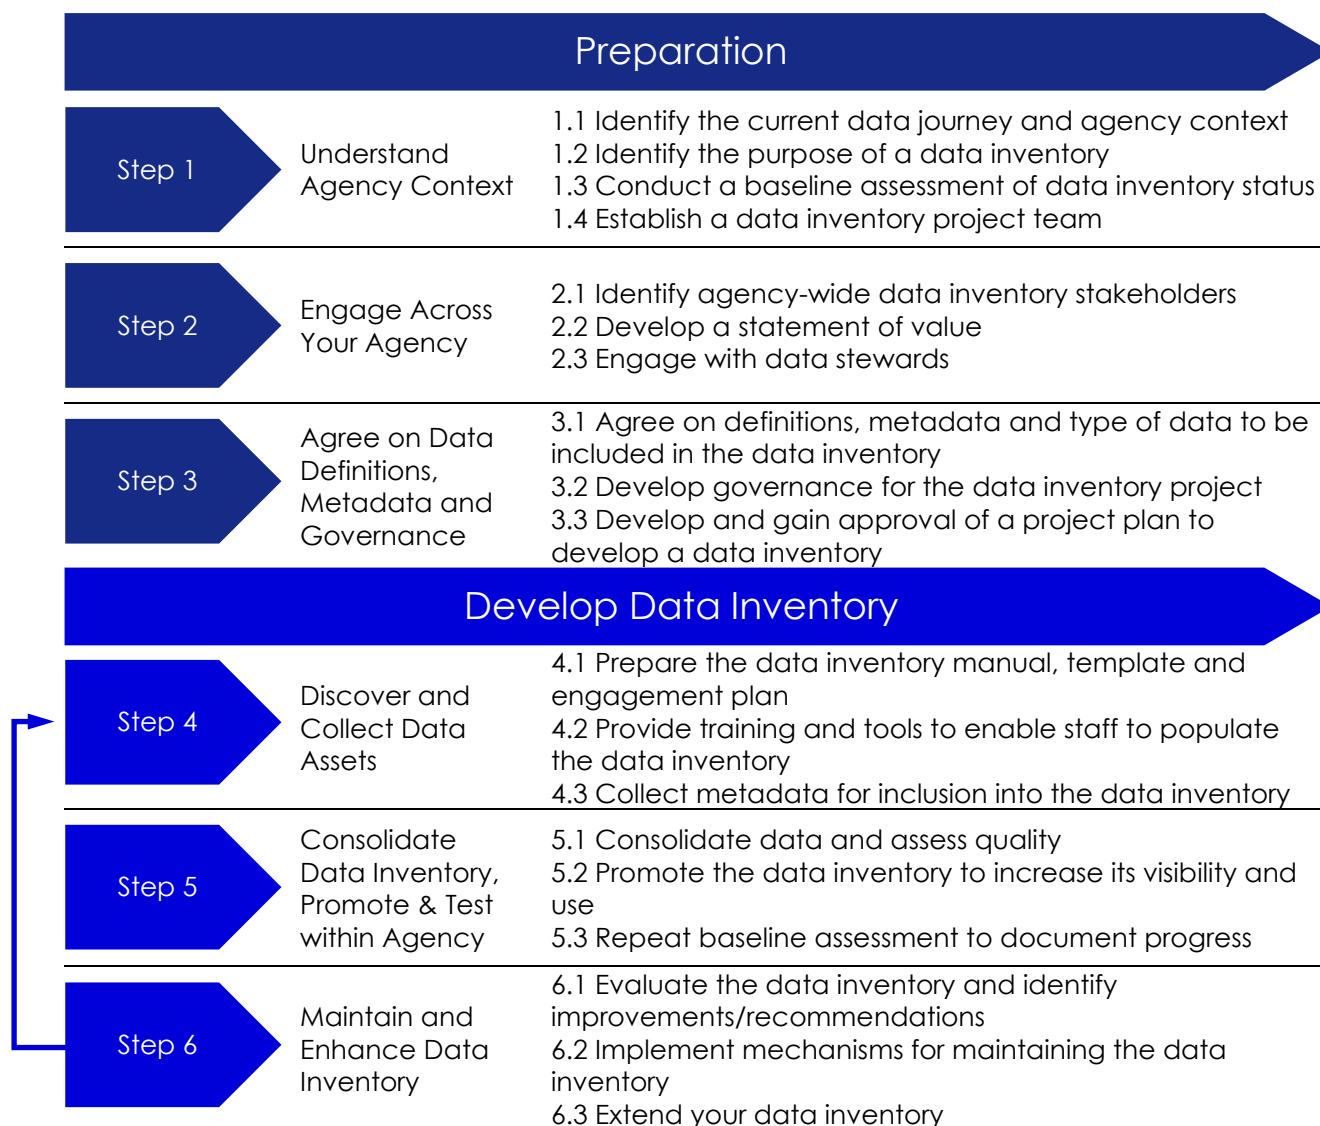 Preparation
Step 1
Understand
Agency Context
1.1 Identify the current data journey and agency context
1.2 Identify the purpose of a data inventory
1.3 Conduct a baseline assessment of data inventory status
1.4 Establish a data inventory project team
Step 2
Engage Across
Your Agency
2.1 Identify agency-wide data inventory stakeholders
2.2 Develop a statement of value
2.3 Engage with data stewards
Step 3
Agree on Data
Definitions,
Metadata and
Governance
3.1 Agree on definitions, metadata and type of data to be
included in the data inventory
3.2 Develop governance for the data inventory project
3.3 Develop and gain approval of a project plan to
develop a data inventory
Develop Data Inventory
Step 4
Discover and
Collect Data
Assets
4.1 Prepare the data inventory manual, template and
engagement plan
4.2 Provide training and tools to enable staff to populate
the data inventory
4.3 Collect metadata for inclusion into the data inventory
Step 5
Consolidate
Data Inventory,
Promote & Test
within Agency
5.1 Consolidate data and assess quality
5.2 Promote the data inventory to increase its visibility and
use
5.3 Repeat baseline assessment to document progress
Step 6
Maintain and
Enhance Data
Inventory
6.1 Evaluate the data inventory and identify
improvements/recommendations
6.2 Implement mechanisms for maintaining the data
inventory
6.3 Extend your data inventory